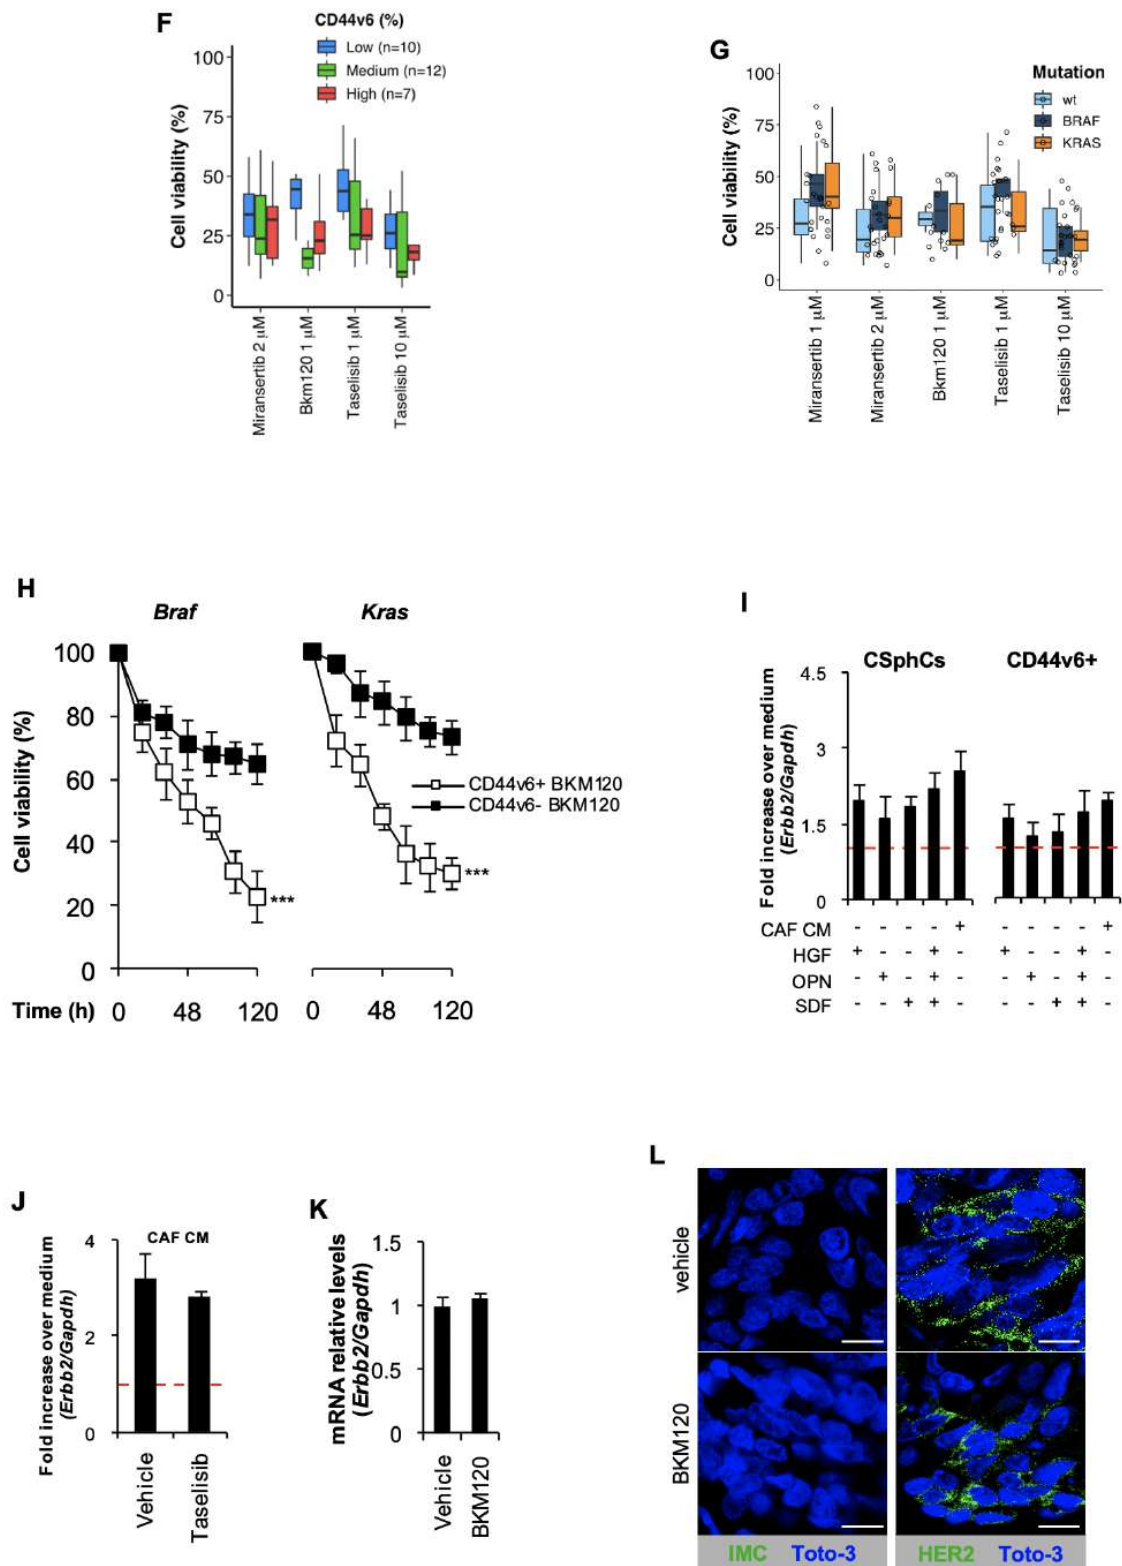 F
CD44v6 (%)
Low (n=10)
Medium (n=12)
High (n=7)
Cell viability (%)
100
75
50
25
0
Miransertib 2 µM
Bkm120 1 µM
Taselisib 1 µM
Taselisib 10 µM
G
Mutation
wt
BRAF
KRAS
Cell viability (%)
100
75
50
25
0
Miransertib 1 µM
Miransertib 2 µM
Bkm120 1 µM
Taselisib 1 µM
Taselisib 10 µM
H
Braf
Kras
Cell viability (%)
100
80
60
40
20
0
CD44v6+ BKM120
CD44v6- BKM120
***
***
Time (h) 0 48 120 0 48 120
I
CSphCs CD44v6+
Fold increase over medium
(Erbb2/Gapdh)
4.5
3
1.5
0
CAF CM - - - - + - - - - +
HGF + - - + - + - - + -
OPN - + - + - - + - + -
SDF - - + + - - - + + -
J
CAF CM
Fold increase over medium
(Erbb2/Gapdh)
4
2
0
Vehicle
Taselisib
K
mRNA relative levels
(Erbb2/Gapdh)
1.5
1
0.5
0
Vehicle
BKM120
L
vehicle
BKM120
IMC Toto-3 HER2 Toto-3